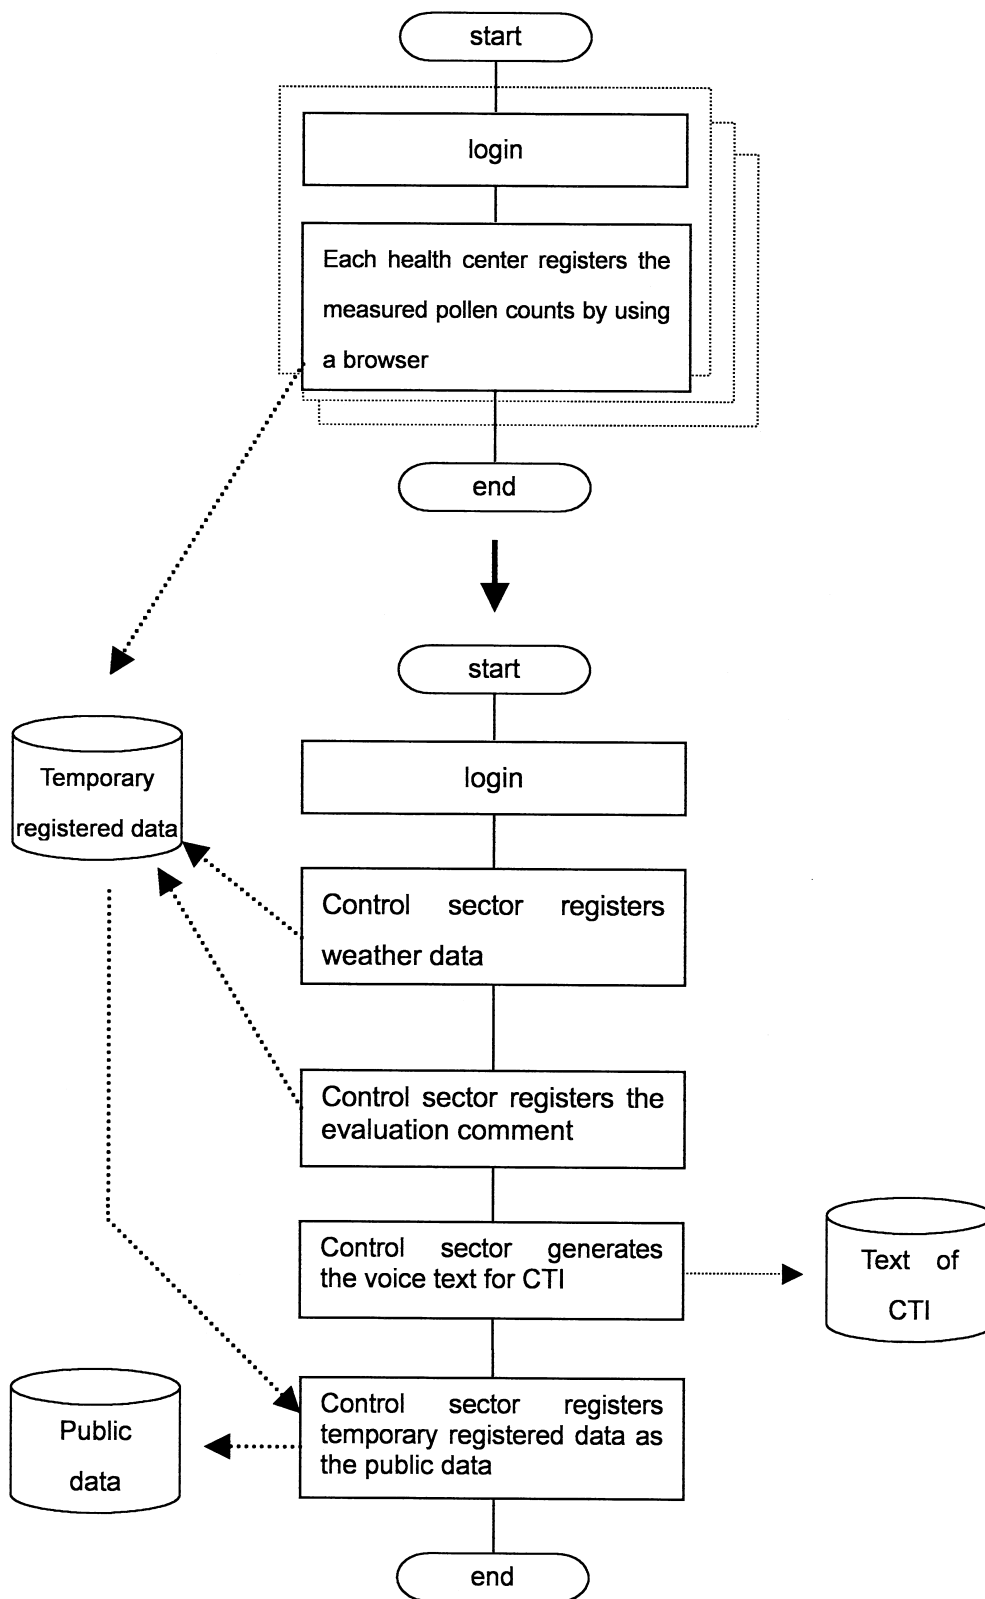 start
login
Each health center registers the
measured pollen counts by using
a browser
end
start
login
Temporary
registered data
Control sector registers
weather data
Control sector registers the
evaluation comment
Control sector generates
the voice text for CTI
Text of
CTI
Control sector registers
temporary registered data as
the public data
Public
data
end